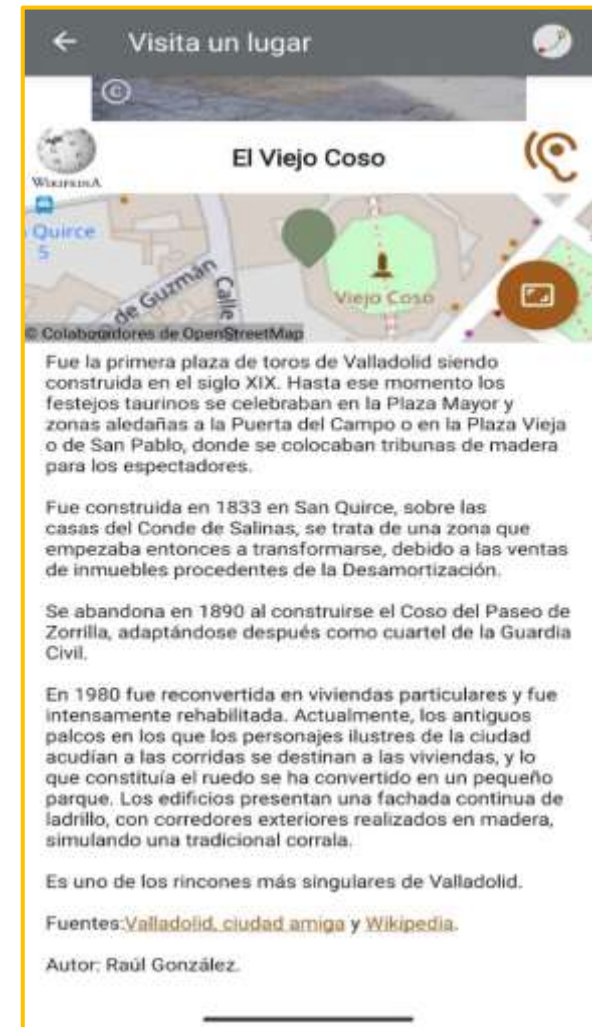 Visita un lugar
©
WIKIPEDIA
El Viejo Coso
Quirce
5
de Guzmán
Calle
Viejo Coso
© Colaboradores de OpenStreetMap
Fue la primera plaza de toros de Valladolid siendo
construida en el siglo XIX. Hasta ese momento los
festejos taurinos se celebraban en la Plaza Mayor y
zonas aledañas a la Puerta del Campo o en la Plaza Vieja
o de San Pablo, donde se colocaban tribunas de madera
para los espectadores.
Fue construida en 1833 en San Quirce, sobre las
casas del Conde de Salinas, se trata de una zona que
empezaba entonces a transformarse, debido a las ventas
de inmuebles procedentes de la Desamortización.
Se abandona en 1890 al construirse el Coso del Paseo de
Zorrilla, adaptándose después como cuartel de la Guardia
Civil.
En 1980 fue reconvertida en viviendas particulares y fue
intensamente rehabilitada. Actualmente, los antiguos
palcos en los que los personajes ilustres de la ciudad
acudían a las corridas se destinan a las viviendas, y lo
que constituía el ruedo se ha convertido en un pequeño
parque. Los edificios presentan una fachada continua de
ladrillo, con corredores exteriores realizados en madera,
simulando una tradicional corrala.
Es uno de los rincones más singulares de Valladolid.
Fuentes:Valladolid, ciudad amiga y Wikipedia.
Autor: Raúl González.